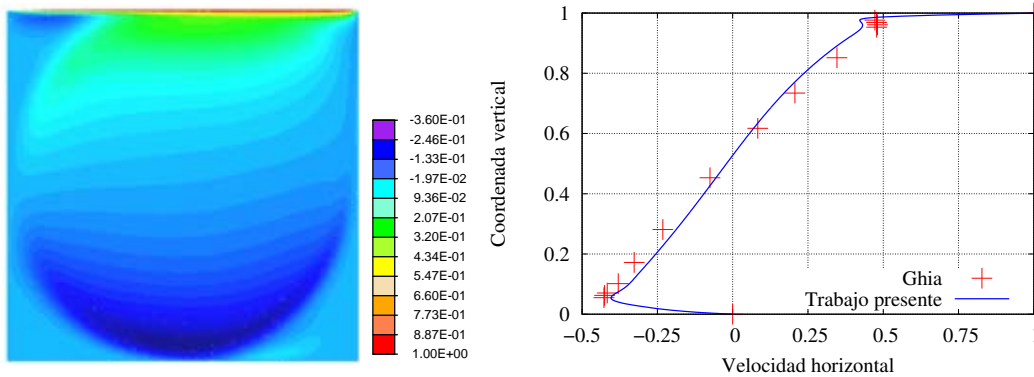 -3.60E-01
-2.46E-01
-1.33E-01
-1.97E-02
9.36E-02
2.07E-01
3.20E-01
4.34E-01
5.47E-01
6.60E-01
7.73E-01
8.87E-01
1.00E+00
Coordenada vertical
1
0.8
0.6
0.4
0.2
0
Ghia
Trabajo presente
−0.5 −0.25 0 0.25 0.5 0.75 1
Velocidad horizontal